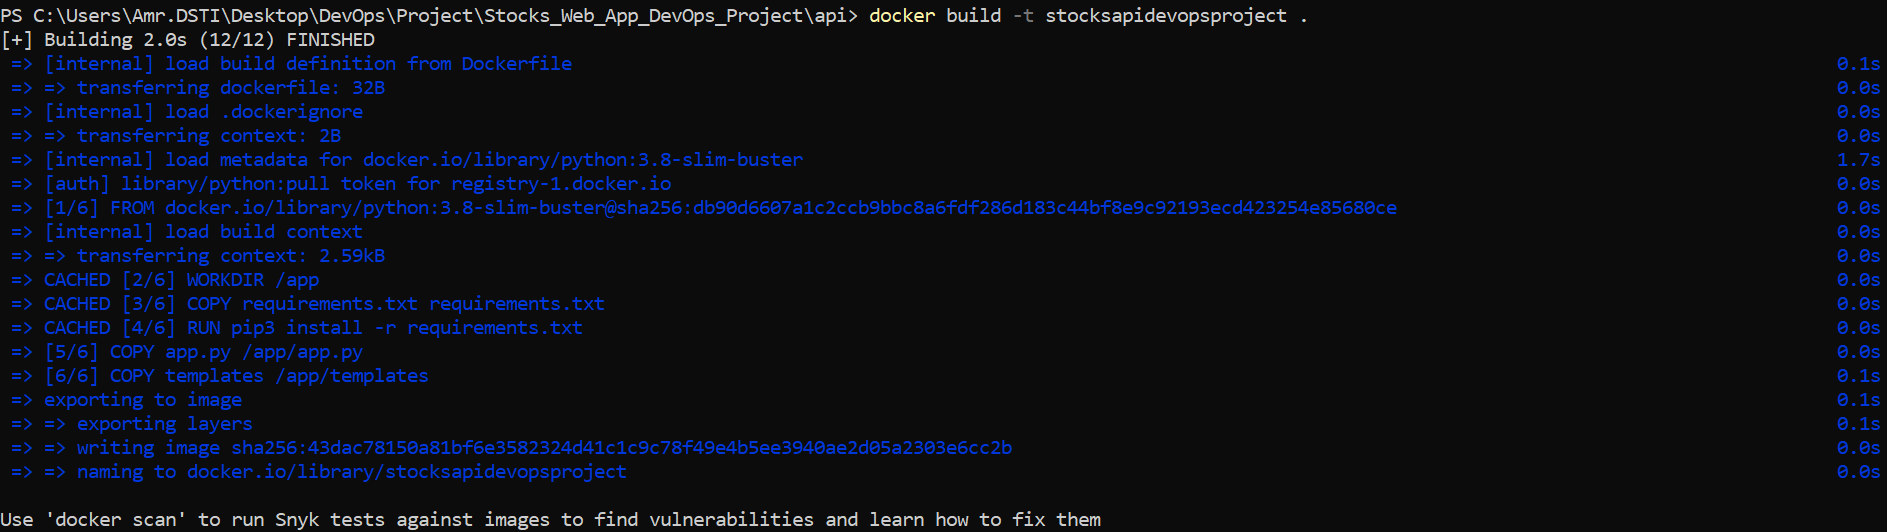 PS C:\Users\Amr.DSTI\Desktop\DevOps\Project\Stocks_Web_App_DevOps_Project\api> docker build -t stocksapidevopsproject .
[+] Building 2.0s (12/12) FINISHED
=> [internal] load build definition from Dockerfile 0.1s
=> => transferring dockerfile: 32B 0.0s
=> [internal] load .dockerignore 0.0s
=> => transferring context: 2B 0.0s
=> [internal] load metadata for docker.io/library/python:3.8-slim-buster 1.7s
=> [auth] library/python:pull token for registry-1.docker.io 0.0s
=> [1/6] FROM docker.io/library/python:3.8-slim-buster@sha256:db90d6607a1c2ccb9bbc8a6fdf286d183c44bf8e9c92193ecd423254e85680ce 0.0s
=> [internal] load build context 0.0s
=> => transferring context: 2.59kB 0.0s
=> CACHED [2/6] WORKDIR /app 0.0s
=> CACHED [3/6] COPY requirements.txt requirements.txt 0.0s
=> CACHED [4/6] RUN pip3 install -r requirements.txt 0.0s
=> [5/6] COPY app.py /app/app.py 0.0s
=> [6/6] COPY templates /app/templates 0.1s
=> exporting to image 0.1s
=> => exporting layers 0.1s
=> => writing image sha256:43dac78150a81bf6e3582324d41c1c9c78f49e4b5ee3940ae2d05a2303e6cc2b 0.0s
=> => naming to docker.io/library/stocksapidevopsproject 0.0s
Use 'docker scan' to run Snyk tests against images to find vulnerabilities and learn how to fix them